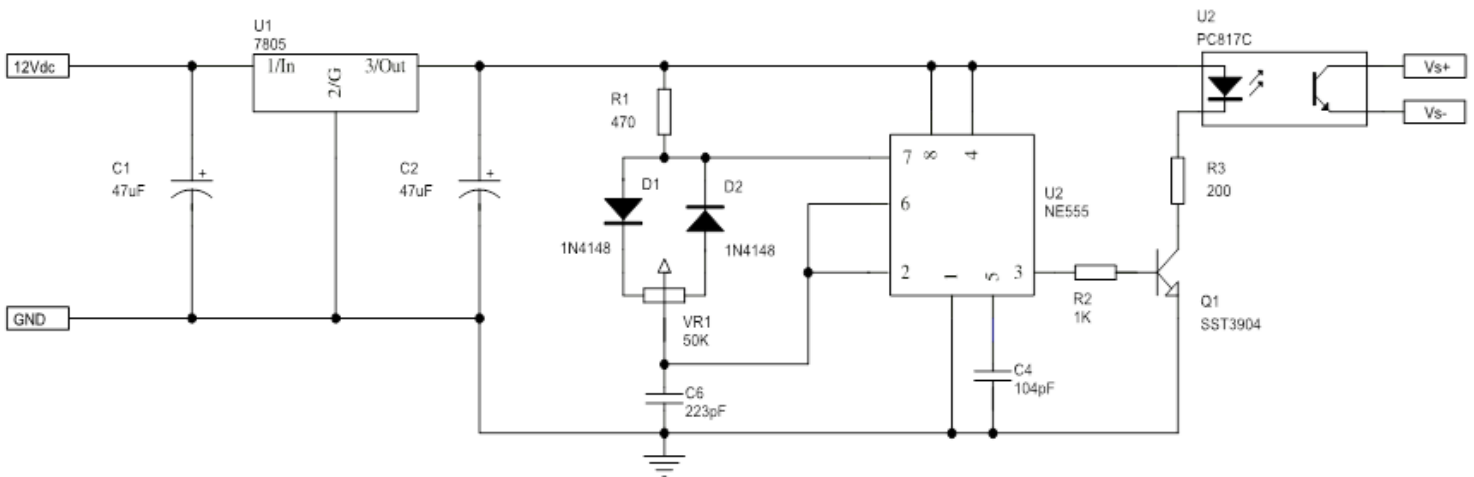 U1
7805
12Vdc
1/In
2/G
3/Out
C1
47uF
C2
47uF
GND
R1
470
D1
1N4148
D2
1N4148
VR1
50K
C6
223pF
7
8
4
6
2
1
5
3
U2
NE555
C4
104pF
R2
1K
Q1
SST3904
R3
200
U2
PC817C
Vs+
Vs-